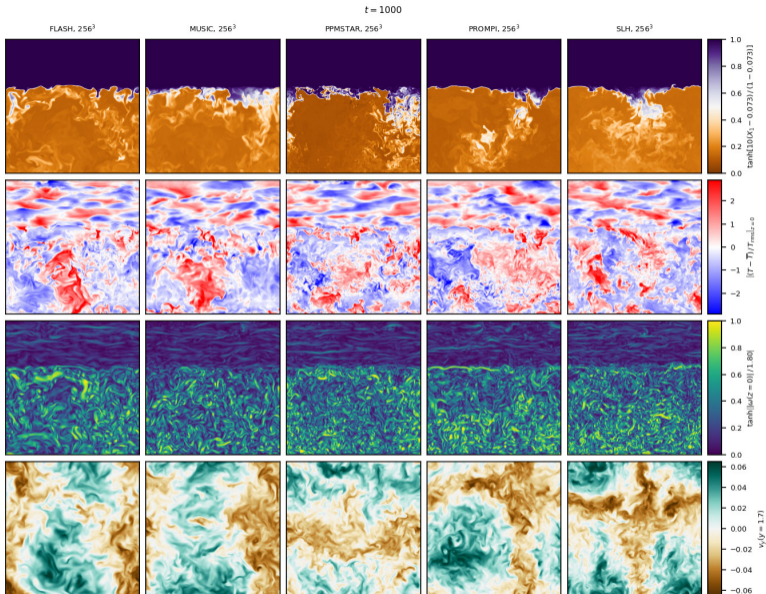 t = 1000
FLASH, 256³
MUSIC, 256³
PPMSTAR, 256³
PROMPI, 256³
SLH, 256³
1.0
0.8
0.6
0.4
0.2
0.0
tanh[10(X₁ − 0.073)/(1 − 0.073)]
2
1
0
−1
−2
1.0
0.8
0.6
0.4
0.2
0.0
tanh[|ω(z = 0)|/1.80]
0.06
0.04
0.02
0.00
−0.02
−0.04
−0.06
v_y(y = 1.7)